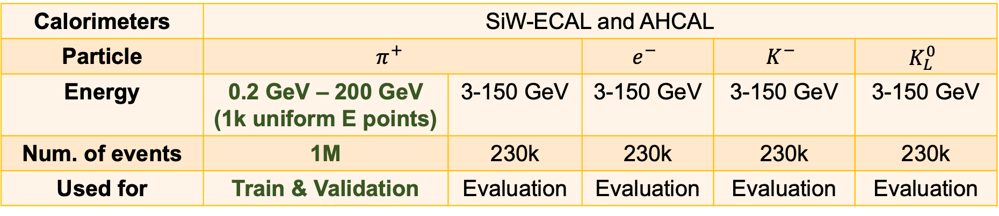 Calorimeters SiW-ECAL and AHCAL
Particle π⁺ e⁻ K⁻ K⁰_L
Energy 0.2 GeV – 200 GeV 3-150 GeV 3-150 GeV 3-150 GeV 3-150 GeV
(1k uniform E points)
Num. of events 1M 230k 230k 230k 230k
Used for Train & Validation Evaluation Evaluation Evaluation Evaluation